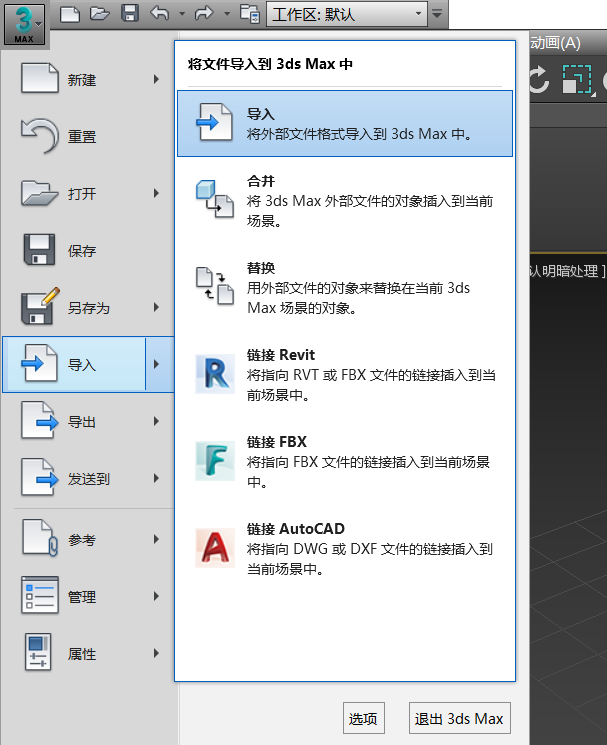 3
MAX
工作区: 默认
动画(A)
将文件导入到 3ds Max 中
新建
重置
打开
保存
另存为
导入
导出
发送到
参考
管理
属性
导入
将外部文件格式导入到 3ds Max 中。
合并
将 3ds Max 外部文件的对象插入到当前
场景。
替换
用外部文件的对象来替换在当前 3ds
Max 场景的对象。
链接 Revit
将指向 RVT 或 FBX 文件的链接插入到当
前场景中。
链接 FBX
将指向 FBX 文件的链接插入到当前场景
中。
链接 AutoCAD
将指向 DWG 或 DXF 文件的链接插入到
当前场景中。
认明暗处理 ]
选项
退出 3ds Max